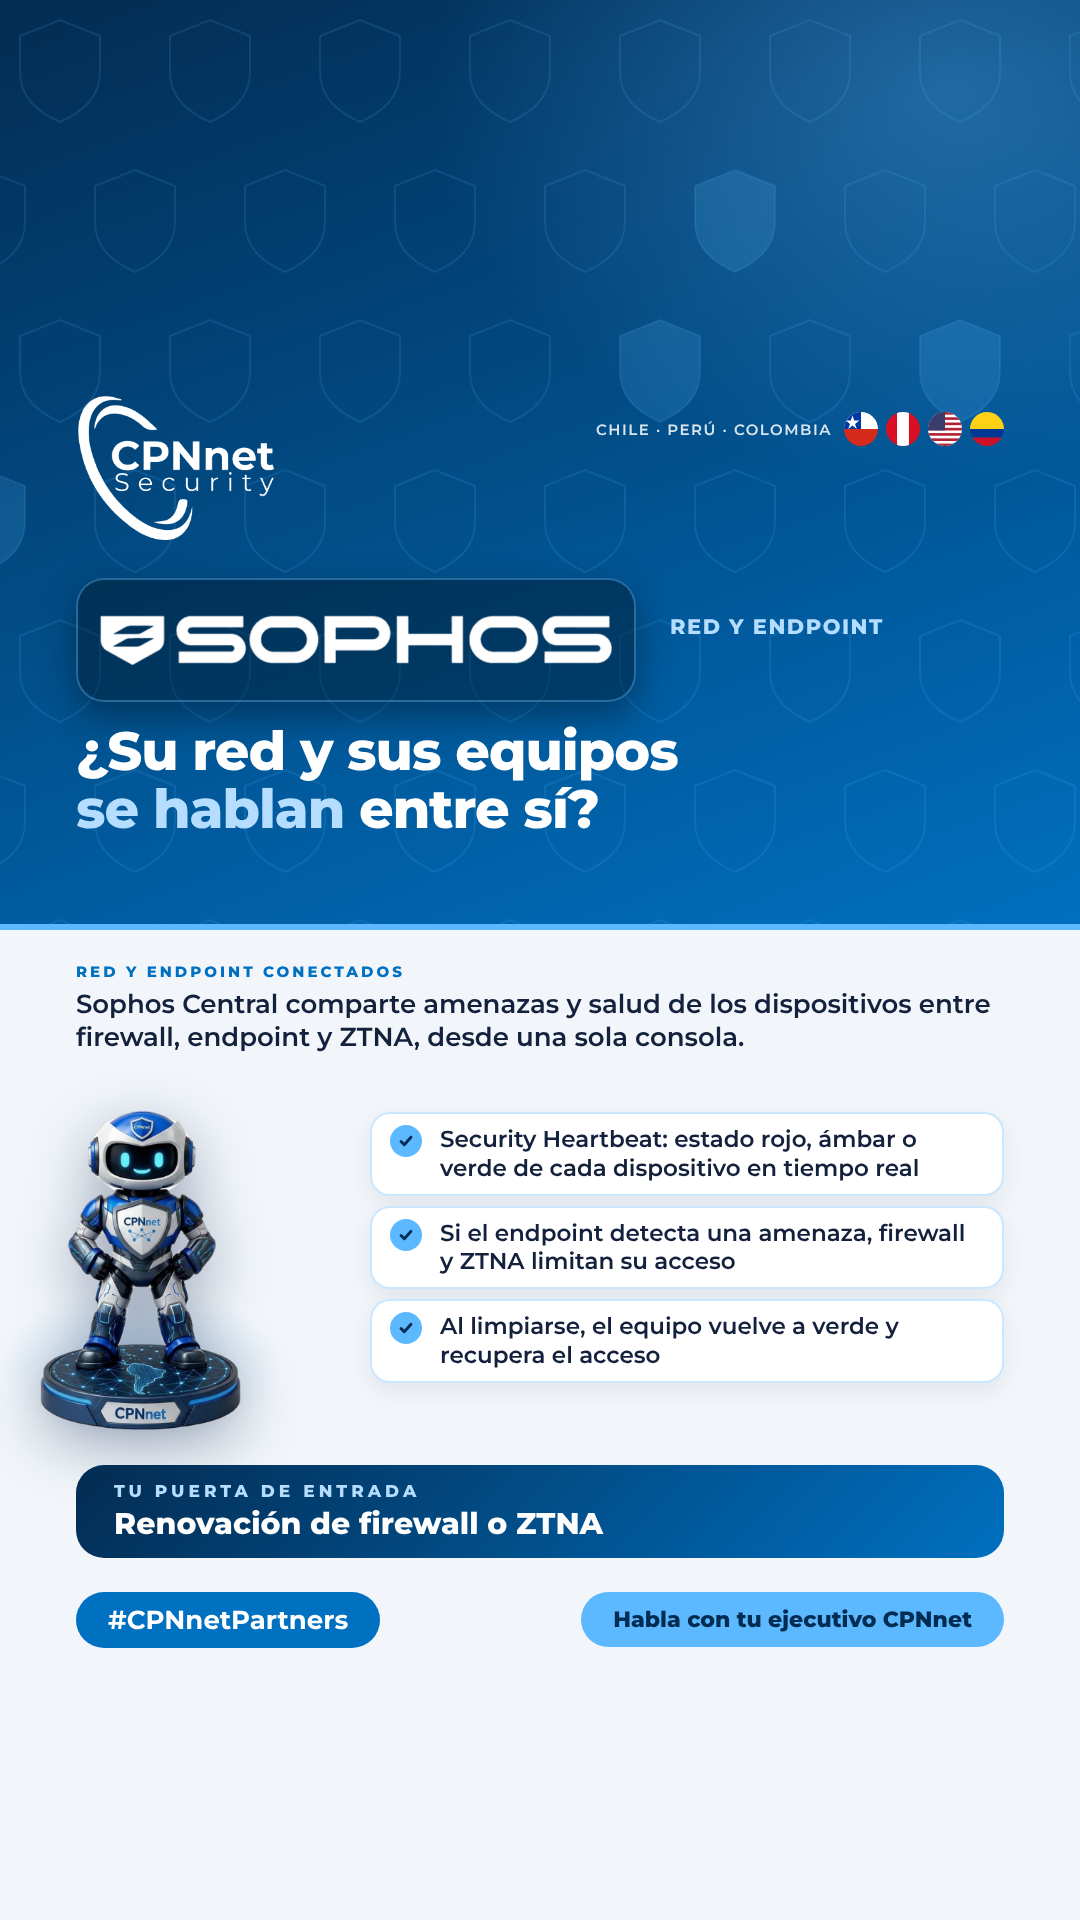 CPNnet
Security
CHILE · PERÚ · COLOMBIA
SOPHOS
RED Y ENDPOINT
¿Su red y sus equipos
se hablan entre sí?
RED Y ENDPOINT CONECTADOS
Sophos Central comparte amenazas y salud de los dispositivos entre
firewall, endpoint y ZTNA, desde una sola consola.
CPNnet
CPNnet
CPNnet
Security Heartbeat: estado rojo, ámbar o
verde de cada dispositivo en tiempo real
Si el endpoint detecta una amenaza, firewall
y ZTNA limitan su acceso
Al limpiarse, el equipo vuelve a verde y
recupera el acceso
TU PUERTA DE ENTRADA
Renovación de firewall o ZTNA
#CPNnetPartners
Habla con tu ejecutivo CPNnet